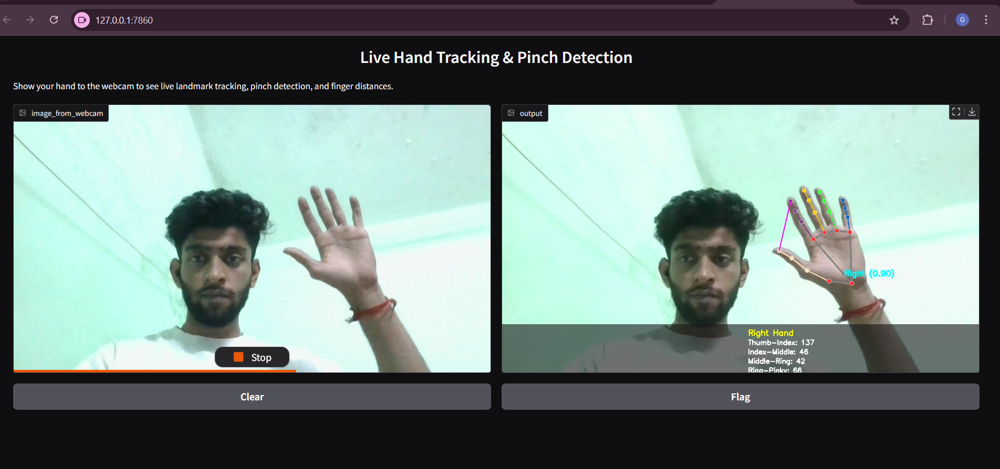 127.0.0.1:7860
G
Live Hand Tracking & Pinch Detection
Show your hand to the webcam to see live landmark tracking, pinch detection, and finger distances.
image_from_webcam
output
Right (0.90)
Right Hand
Thumb-Index: 137
Index-Middle: 46
Middle-Ring: 42
Ring-Pinky: 66
Stop
Clear
Flag